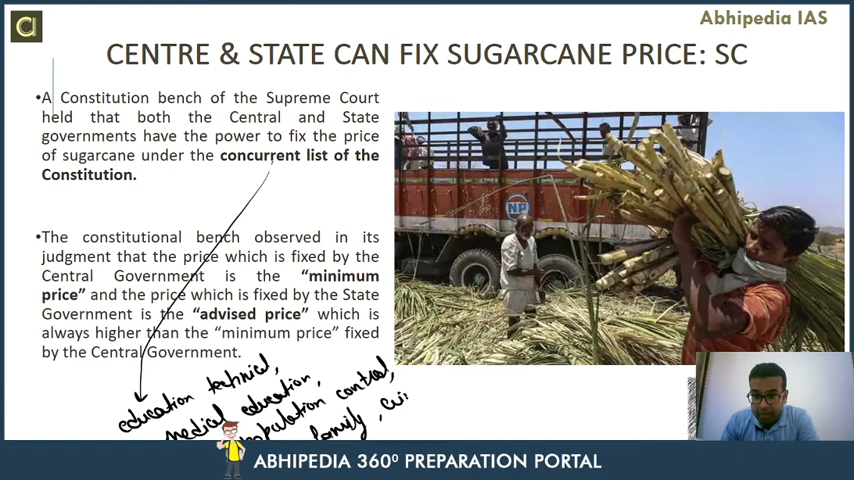 Abhipedia IAS
CENTRE & STATE CAN FIX SUGARCANE PRICE: SC
•A Constitution bench of the Supreme Court
held that both the Central and State
governments have the power to fix the price
of sugarcane under the concurrent list of the
Constitution.
•The constitutional bench observed in its
judgment that the price which is fixed by the
Central Government is the “minimum
price” and the price which is fixed by the State
Government is the “advised price” which is
always higher than the “minimum price” fixed
by the Central Government.
NP
education technical,
medical education,
population control,
family,
ABHIPEDIA 360⁰ PREPARATION PORTAL